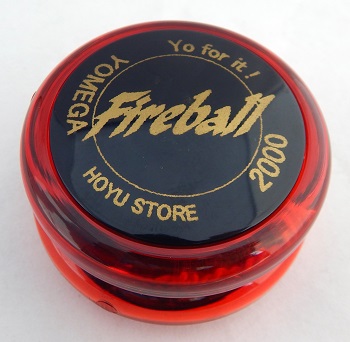 Yo for it!
YOMEGA
Fireball
2000
HOYU STORE